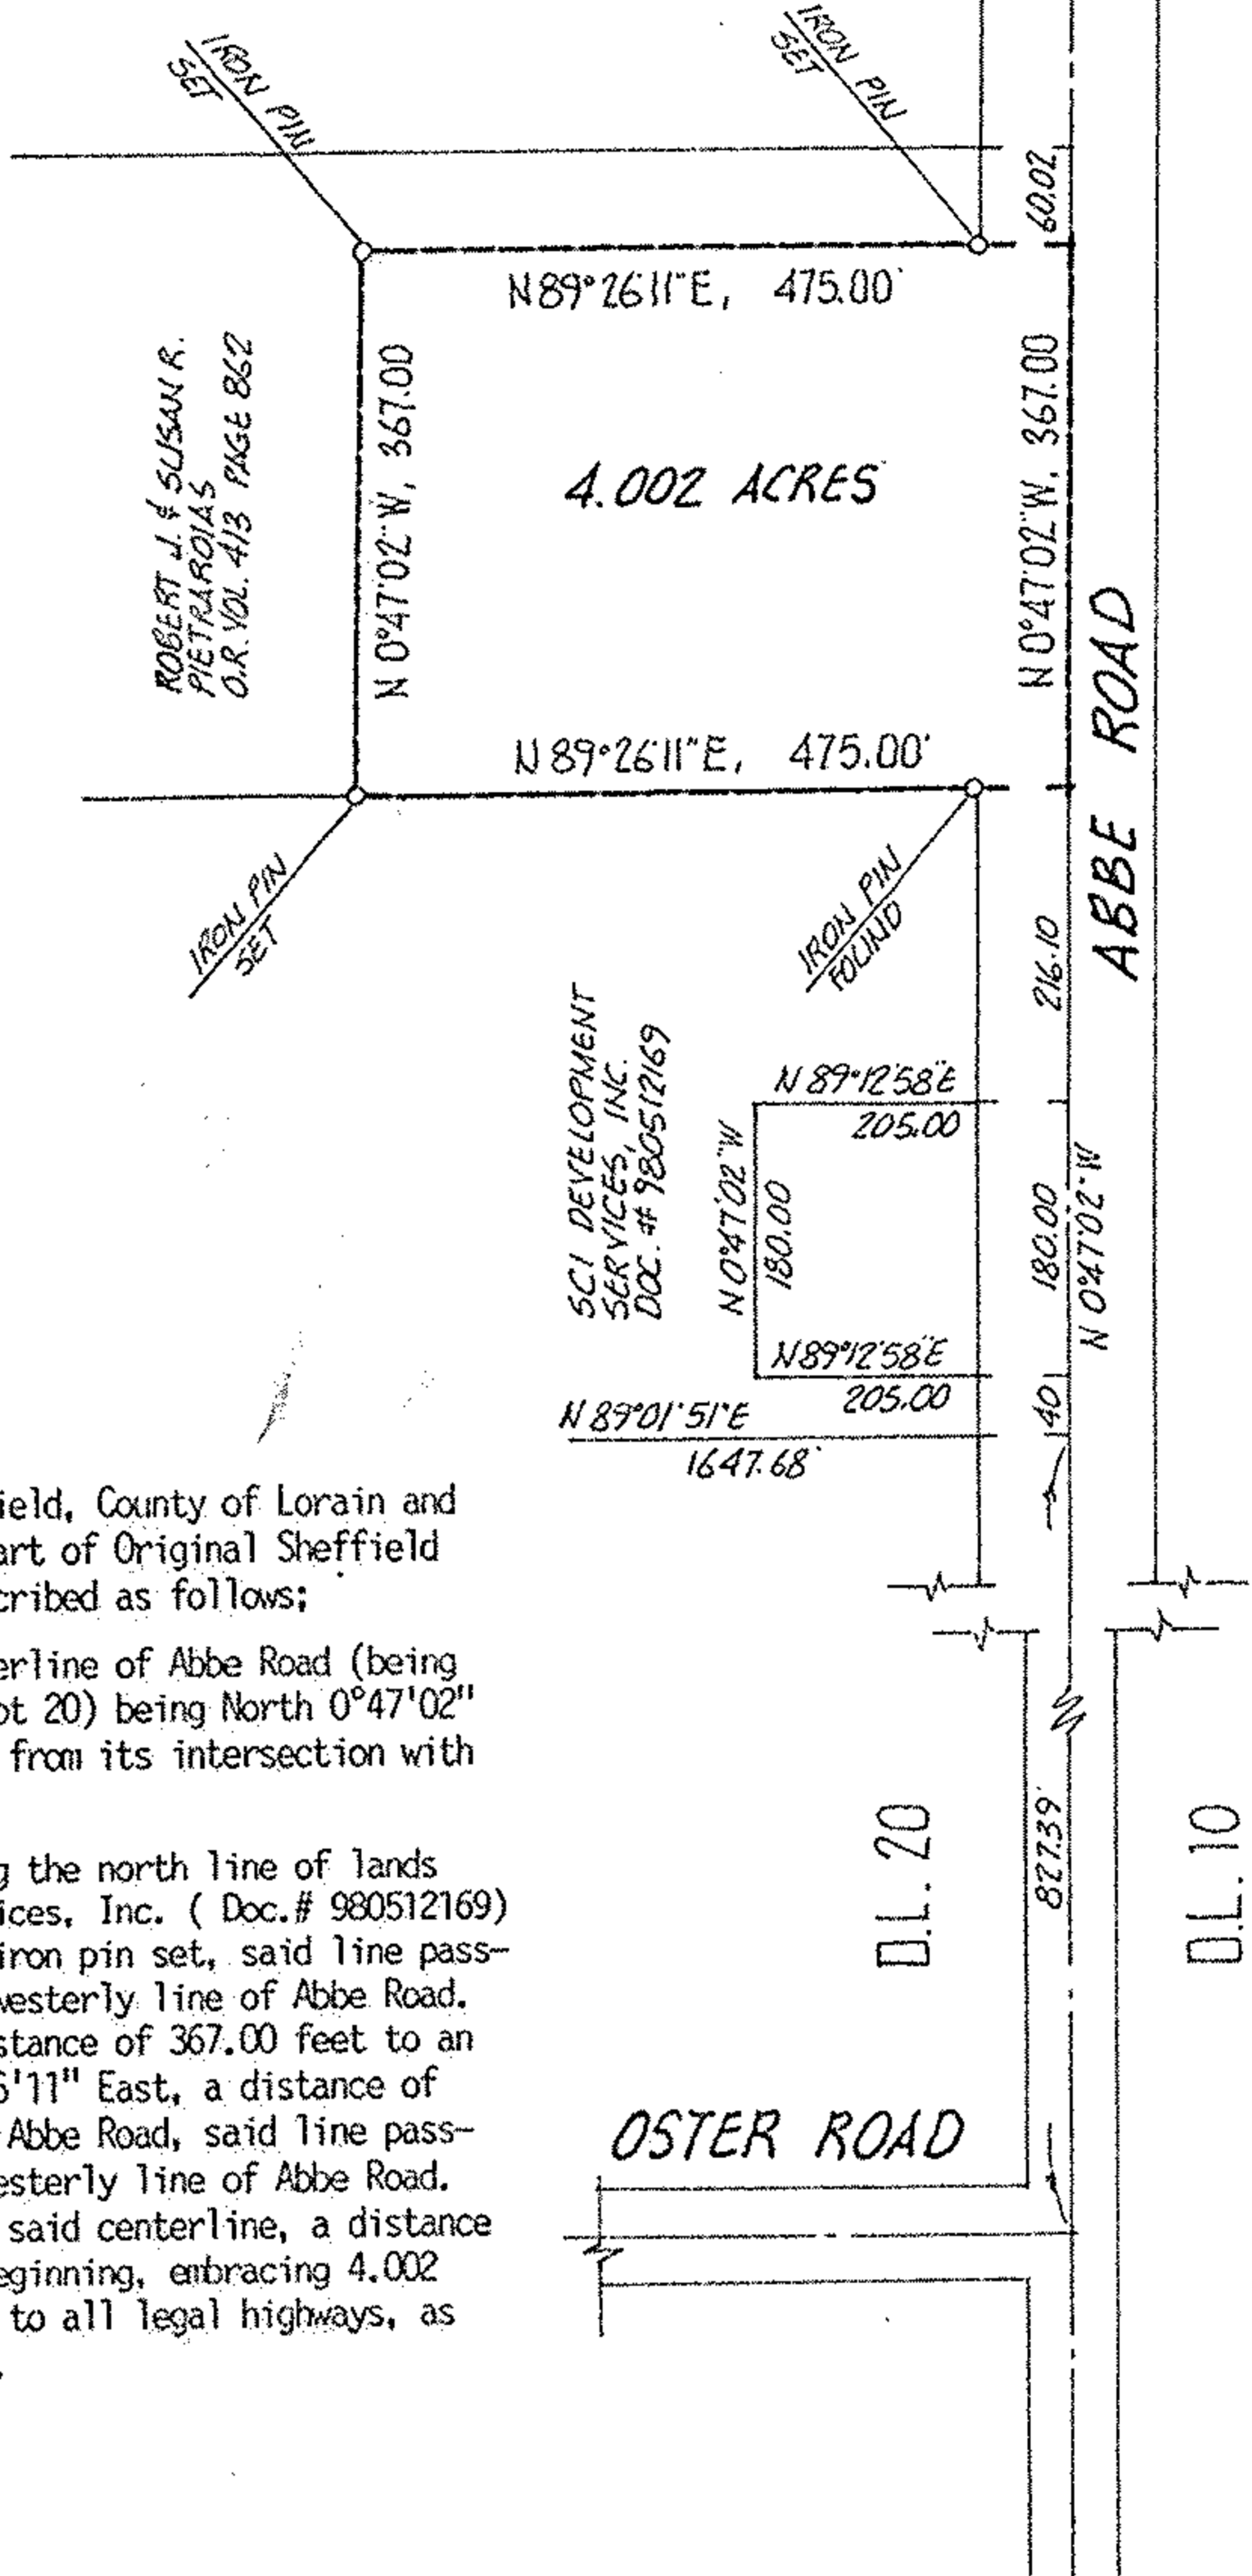 IRON PIN
SET
IRON PIN
SET
60.02
N 89°26'11"E, 475.00'
ROBERT J. & SUSAN R.
PIETRAROIAS
O.R. VOL. 413 PAGE 862
N 0°47'02"W, 367.00
4.002 ACRES
N 0°47'02"W, 367.00
N 89°26'11"E, 475.00'
ABBE ROAD
IRON PIN
SET
IRON PIN
FOUND
216.10
SCI DEVELOPMENT
SERVICES, INC.
DOC. # 980512169
N 89°12'58"E
205.00
N 0°47'02"W
180.00
180.00
N 0°47'02"W
N 89°12'58"E
205.00
40
N 89°01'51"E
1647.68'
ield, County of Lorain and
art of Original Sheffield
cribed as follows;
erline of Abbe Road (being
ot 20) being North 0°47'02"
from its intersection with
g the north line of lands
ices, Inc. ( Doc.# 980512169)
iron pin set, said line pass-
westerly line of Abbe Road.
stance of 367.00 feet to an
6'11" East, a distance of
Abbe Road, said line pass-
esterly line of Abbe Road.
said centerline, a distance
eginning, embracing 4.002
to all legal highways, as
D.L. 20
827.39'
D.L. 10
OSTER ROAD